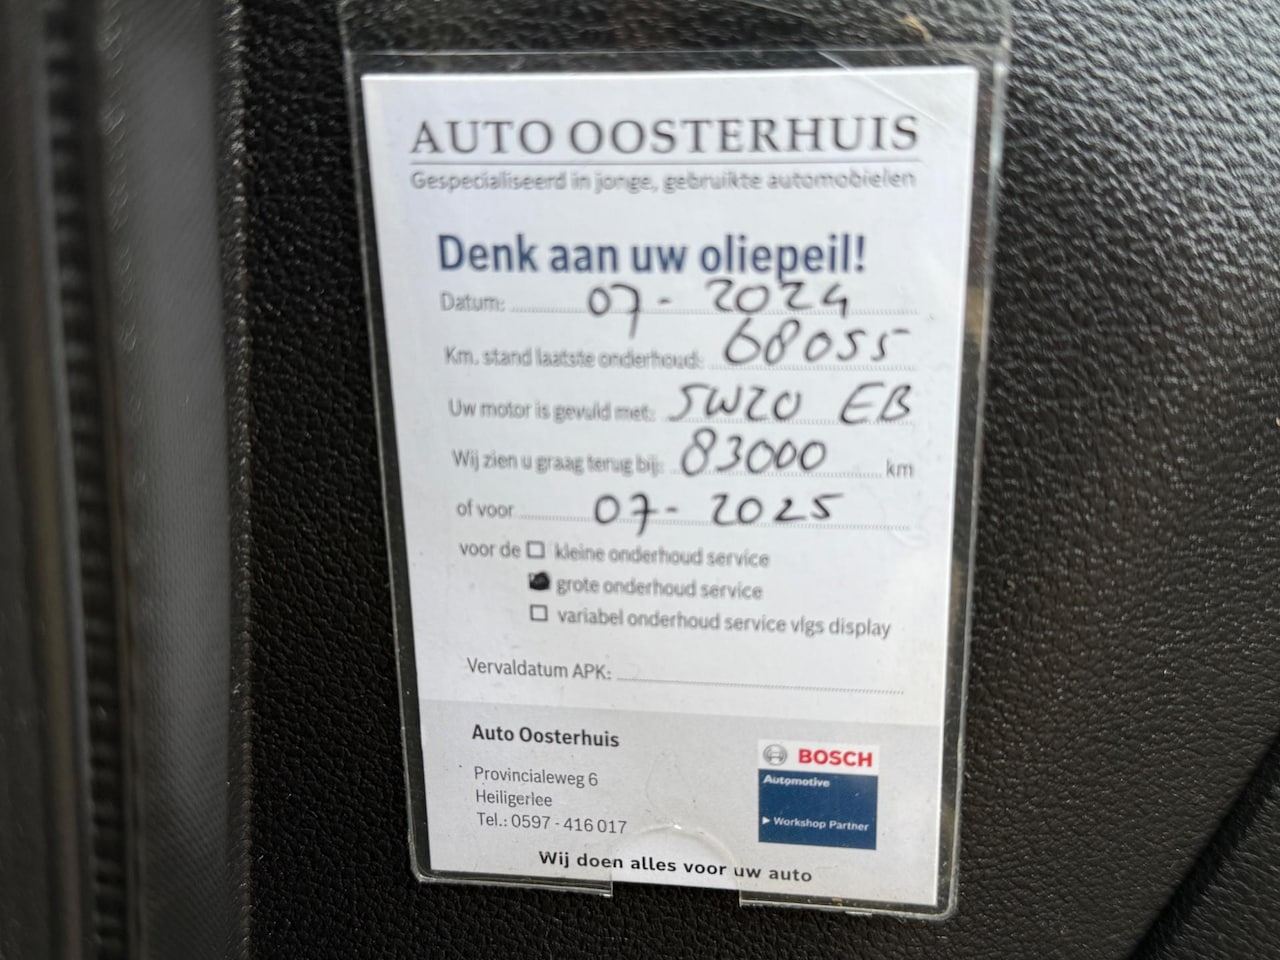 AUTO OOSTERHUIS
Gespecialiseerd in jonge, gebruikte automobielen
Denk aan uw oliepeil!
Datum: 07 - 2024
Km. stand laatste onderhoud: 68055
Uw motor is gevuld met: 5W20 EB
Wij zien u graag terug bij: 83000 km
of voor 07 - 2025
voor de kleine onderhoud service
grote onderhoud service
variabel onderhoud service vlgs display
Vervaldatum APK:
Auto Oosterhuis
Provincialeweg 6
Heiligerlee
Tel.: 0597 - 416 017
BOSCH
Automotive
Workshop Partner
Wij doen alles voor uw auto